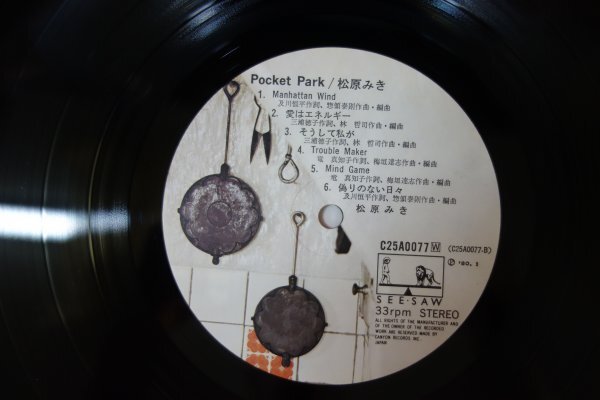 Pocket Park / 松原みき
1. Manhattan Wind
及川恒平作詞、惣領泰則作曲・編曲
2. 愛はエネルギー
三浦徳子作詞、林 哲司作曲・編曲
3. そうして私が
三浦徳子作詞、林 哲司作曲・編曲
4. Trouble Maker
竜 真知子作詞、梅垣達志作曲・編曲
5. Mind Game
竜 真知子作詞、梅垣達志作曲・編曲
6. 偽りのない日々
及川恒平作詞、惣領泰則作曲・編曲
松原みき
C25A0077 W (C25A0077-B)
Ⓟ '80. 1
SEE·SAW
33rpm STEREO
ALL RIGHTS OF THE MANUFACTURER AND
OF THE OWNER OF THE RECORDED
WORK ARE RESERVED MADE BY
CANYON RECORDS INC.
JAPAN